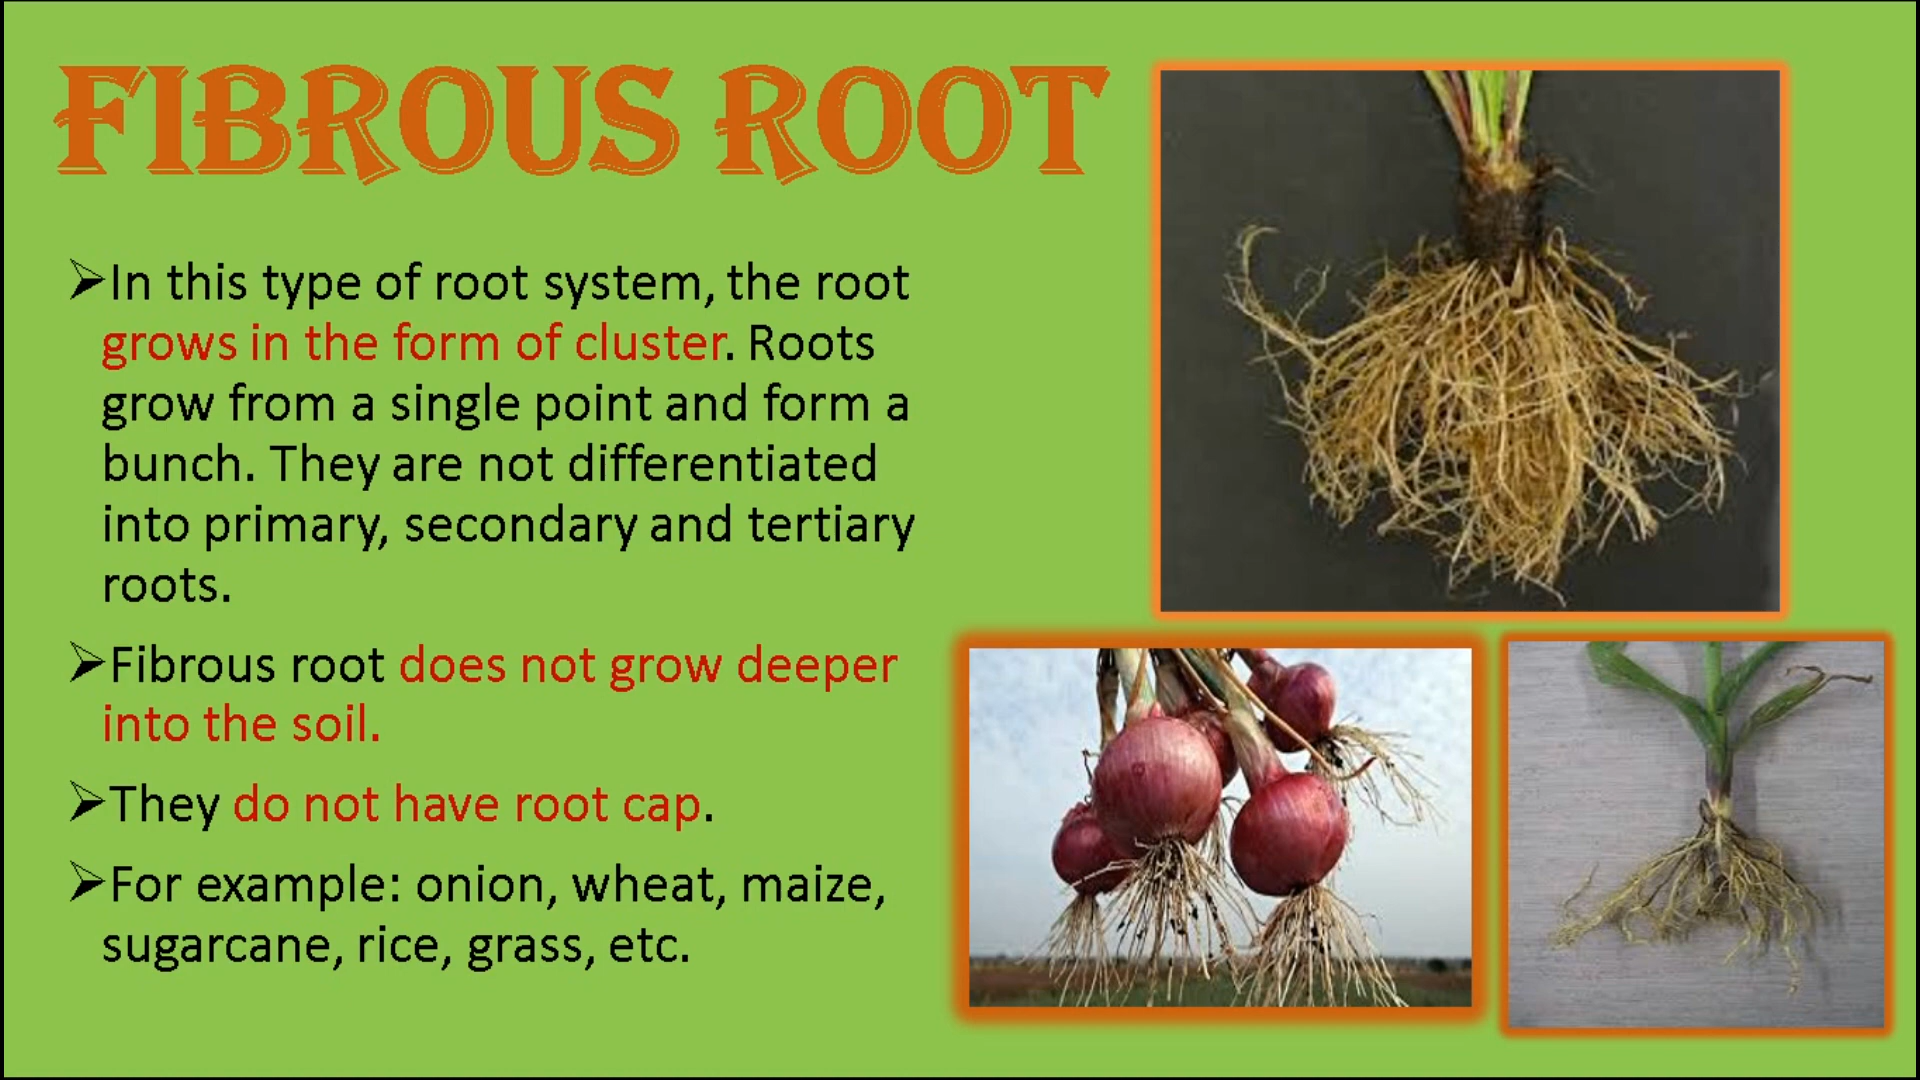 FIBROUS ROOT
➢In this type of root system, the root
grows in the form of cluster. Roots
grow from a single point and form a
bunch. They are not differentiated
into primary, secondary and tertiary
roots.
➢Fibrous root does not grow deeper
into the soil.
➢They do not have root cap.
➢For example: onion, wheat, maize,
sugarcane, rice, grass, etc.